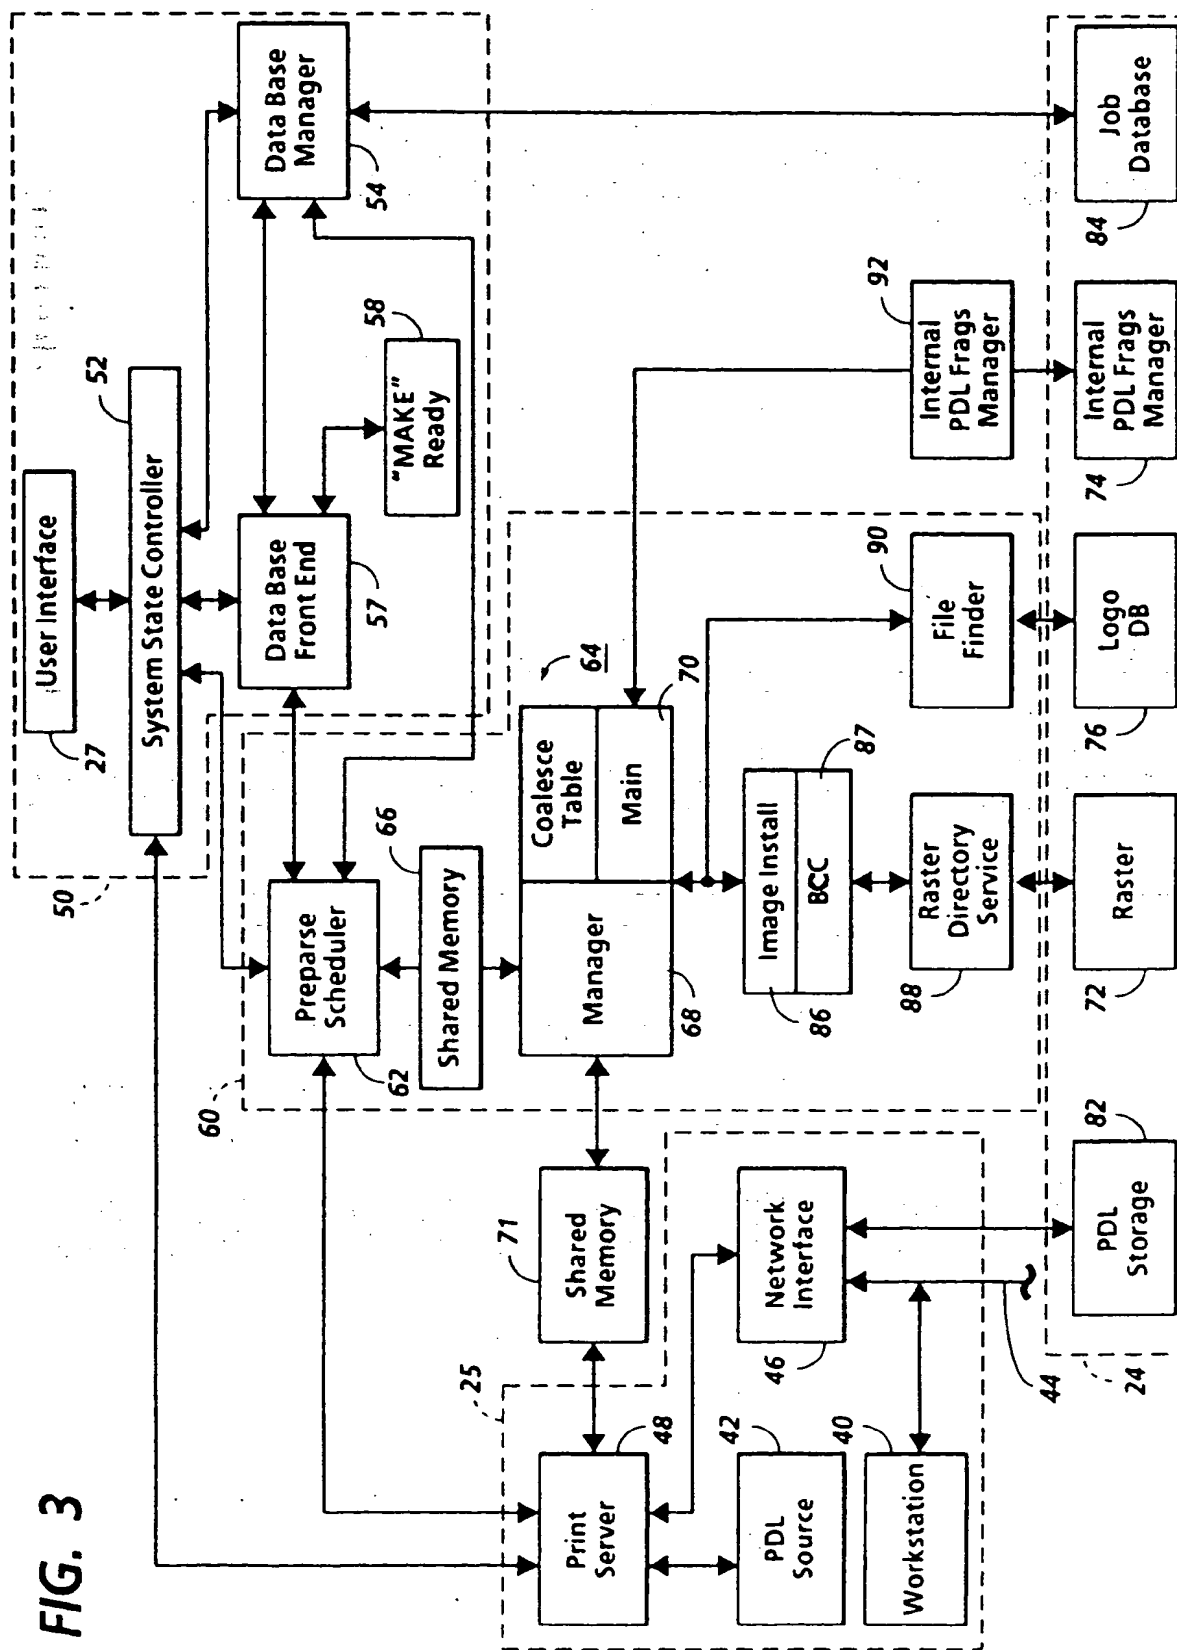 FIG. 3
50
User Interface
27
System State Controller
52
Data Base
Front End
57
"MAKE"
Ready
58
Data Base
Manager
54
60
Preparse
Scheduler
62
Shared Memory
66
64
Manager
68
Coalesce
Table
Main
70
Image Install
86
BCC
87
Raster
Directory
Service
88
File
Finder
90
Internal
PDL Frags
Manager
92
Shared
Memory
71
25
Print
Server
48
PDL
Source
42
Workstation
40
Network
Interface
46
44
24
PDL
Storage
82
Raster
72
Logo
DB
76
Internal
PDL Frags
Manager
74
Job
Database
84